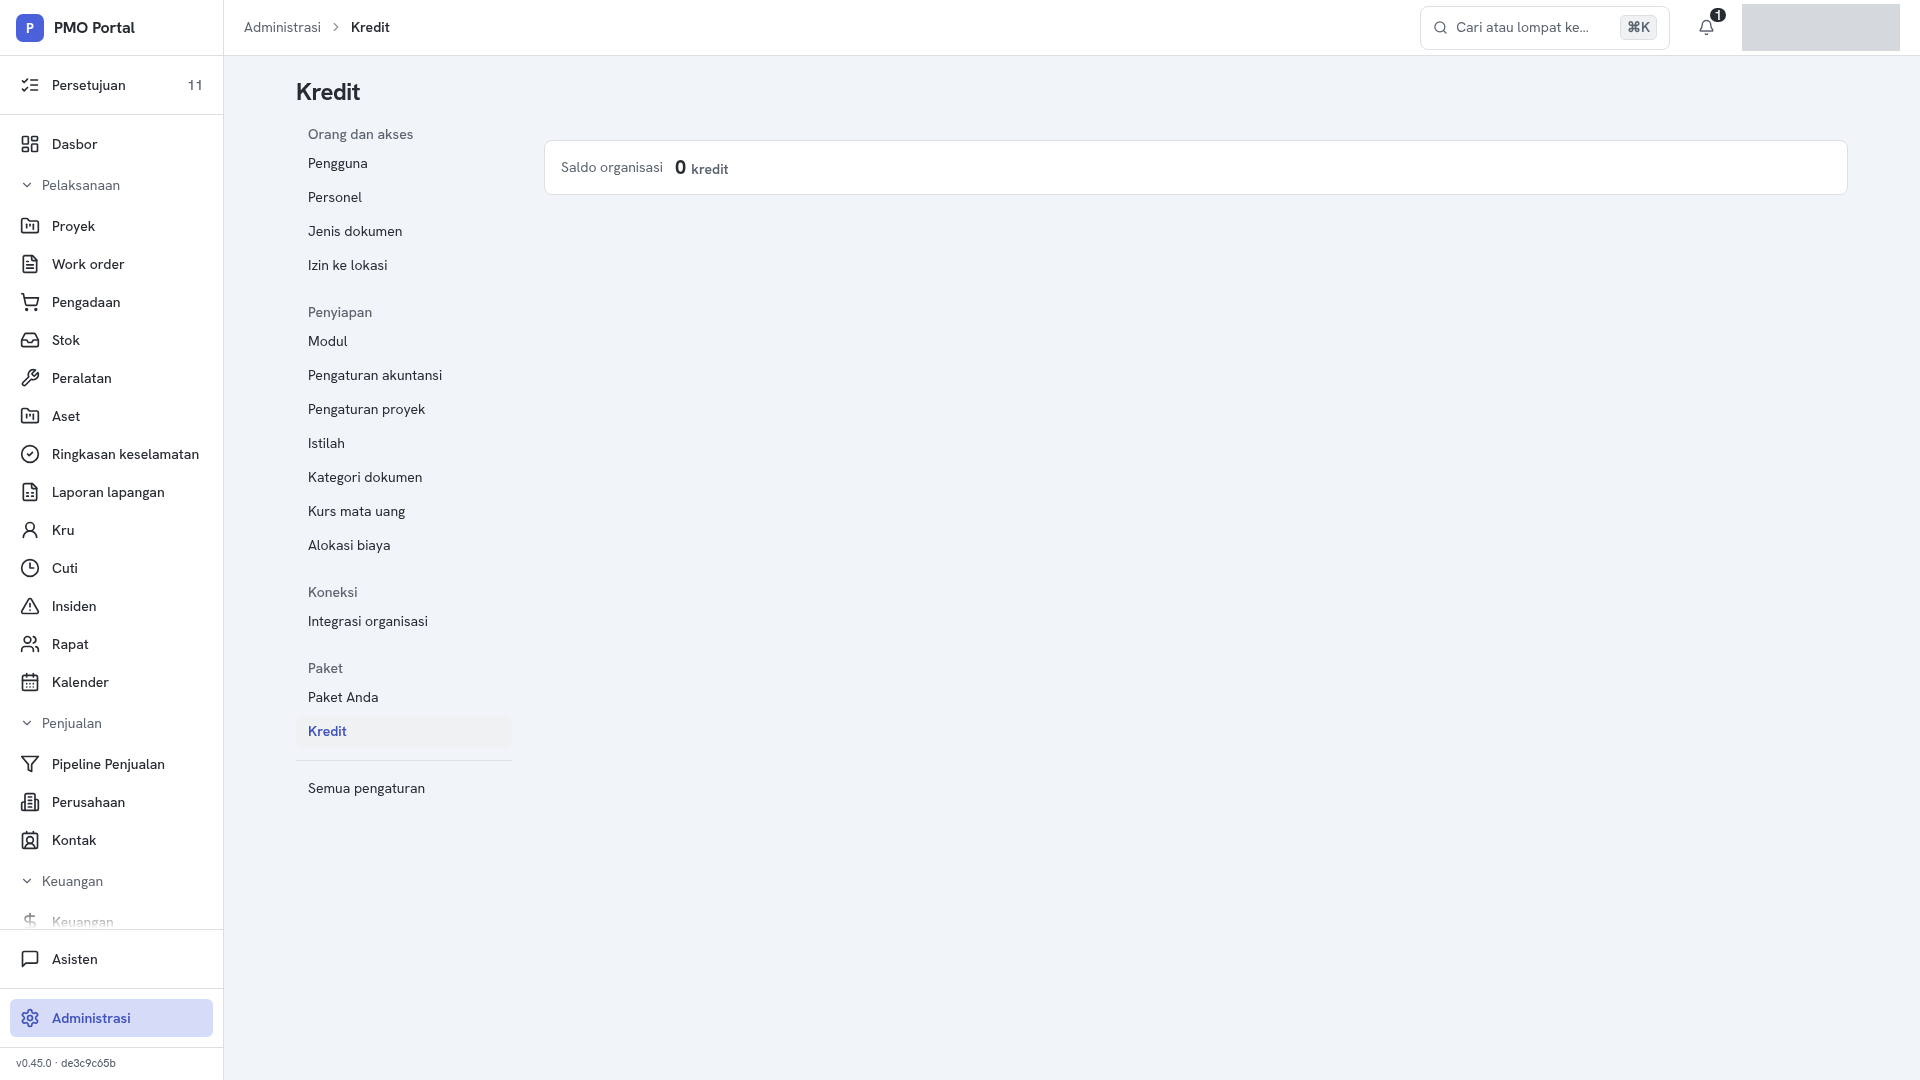 P PMO Portal
Administrasi > Kredit
Cari atau lompat ke... ⌘K
1
Persetujuan 11
Dasbor
Pelaksanaan
Proyek
Work order
Pengadaan
Stok
Peralatan
Aset
Ringkasan keselamatan
Laporan lapangan
Kru
Cuti
Insiden
Rapat
Kalender
Penjualan
Pipeline Penjualan
Perusahaan
Kontak
Keuangan
Keuangan
Asisten
Administrasi
v0.45.0 · de3c9c65b
Kredit
Orang dan akses
Pengguna
Personel
Jenis dokumen
Izin ke lokasi
Penyiapan
Modul
Pengaturan akuntansi
Pengaturan proyek
Istilah
Kategori dokumen
Kurs mata uang
Alokasi biaya
Koneksi
Integrasi organisasi
Paket
Paket Anda
Kredit
Semua pengaturan
Saldo organisasi 0 kredit